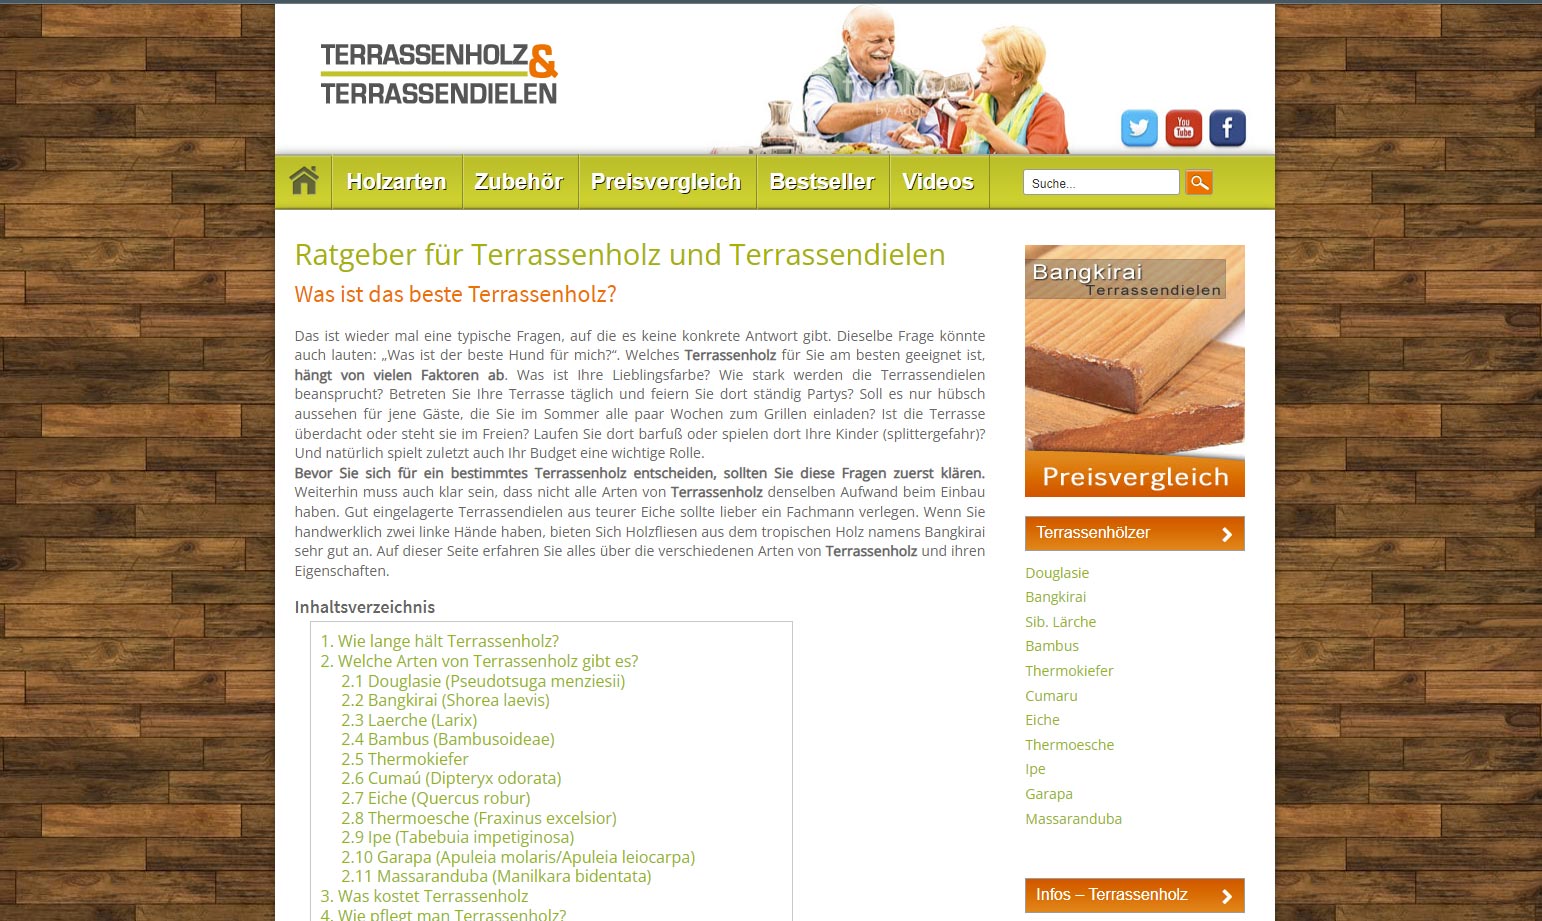 TERRASSENHOLZ &
TERRASSENDIELEN
You
Tube
Holzarten
Zubehör
Preisvergleich
Bestseller
Videos
Suche...
Ratgeber für Terrassenholz und Terrassendielen
Was ist das beste Terrassenholz?
Das ist wieder mal eine typische Fragen, auf die es keine konkrete Antwort gibt. Dieselbe Frage könnte
auch lauten: „Was ist der beste Hund für mich?“. Welches Terrassenholz für Sie am besten geeignet ist,
hängt von vielen Faktoren ab. Was ist Ihre Lieblingsfarbe? Wie stark werden die Terrassendielen
beansprucht? Betreten Sie Ihre Terrasse täglich und feiern Sie dort ständig Partys? Soll es nur hübsch
aussehen für jene Gäste, die Sie im Sommer alle paar Wochen zum Grillen einladen? Ist die Terrasse
überdacht oder steht sie im Freien? Laufen Sie dort barfuß oder spielen dort Ihre Kinder (splittergefahr)?
Und natürlich spielt zuletzt auch Ihr Budget eine wichtige Rolle.
Bevor Sie sich für ein bestimmtes Terrassenholz entscheiden, sollten Sie diese Fragen zuerst klären.
Weiterhin muss auch klar sein, dass nicht alle Arten von Terrassenholz denselben Aufwand beim Einbau
haben. Gut eingelagerte Terrassendielen aus teurer Eiche sollte lieber ein Fachmann verlegen. Wenn Sie
handwerklich zwei linke Hände haben, bieten Sich Holzfliesen aus dem tropischen Holz namens Bangkirai
sehr gut an. Auf dieser Seite erfahren Sie alles über die verschiedenen Arten von Terrassenholz und ihren
Eigenschaften.
Inhaltsverzeichnis
1. Wie lange hält Terrassenholz?
2. Welche Arten von Terrassenholz gibt es?
2.1 Douglasie (Pseudotsuga menziesii)
2.2 Bangkirai (Shorea laevis)
2.3 Laerche (Larix)
2.4 Bambus (Bambusoideae)
2.5 Thermokiefer
2.6 Cumaú (Dipteryx odorata)
2.7 Eiche (Quercus robur)
2.8 Thermoesche (Fraxinus excelsior)
2.9 Ipe (Tabebuia impetiginosa)
2.10 Garapa (Apuleia molaris/Apuleia leiocarpa)
2.11 Massaranduba (Manilkara bidentata)
3. Was kostet Terrassenholz
4. Wie pflegt man Terrassenholz?
Bangkirai
Terrassendielen
Preisvergleich
Terrassenhölzer
Douglasie
Bangkirai
Sib. Lärche
Bambus
Thermokiefer
Cumaru
Eiche
Thermoesche
Ipe
Garapa
Massaranduba
Infos – Terrassenholz